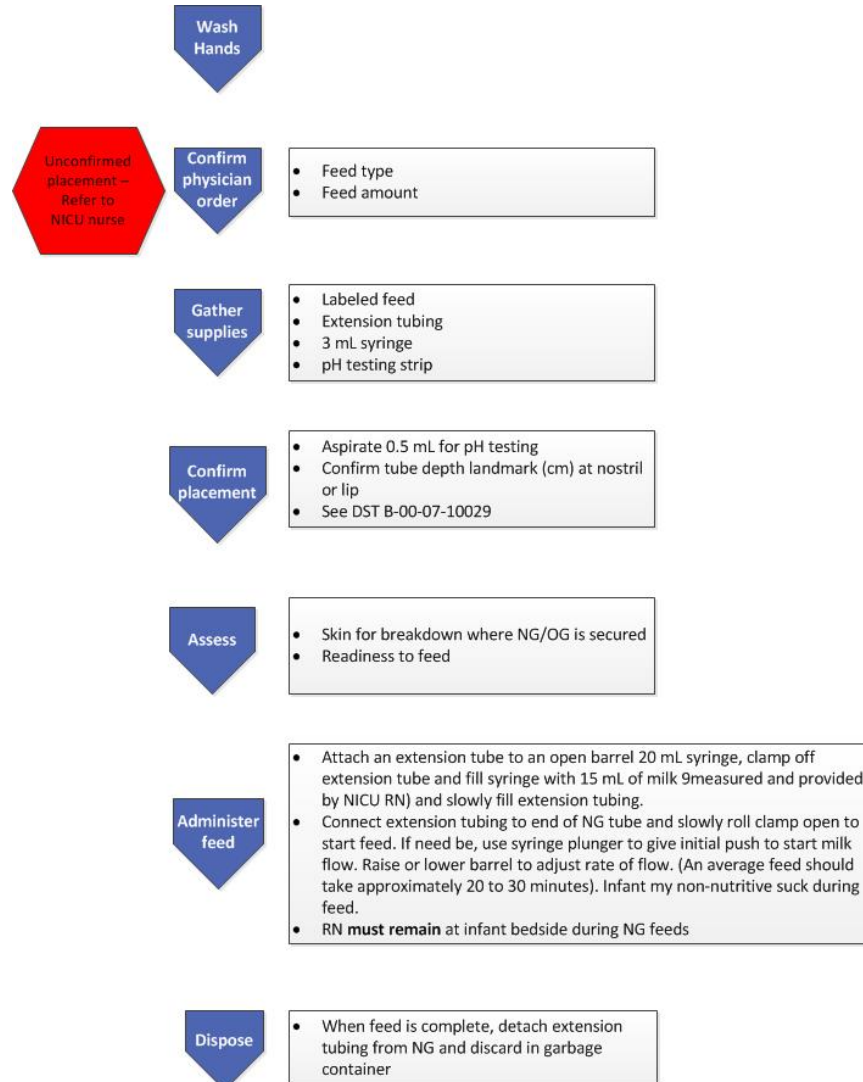 Wash
Hands
Unconfirmed
placement –
Refer to
NICU nurse
Confirm
physician
order
• Feed type
• Feed amount
Gather
supplies
• Labeled feed
• Extension tubing
• 3 mL syringe
• pH testing strip
Confirm
placement
• Aspirate 0.5 mL for pH testing
• Confirm tube depth landmark (cm) at nostril
or lip
• See DST B-00-07-10029
Assess
• Skin for breakdown where NG/OG is secured
• Readiness to feed
Administer
feed
• Attach an extension tube to an open barrel 20 mL syringe, clamp off
extension tube and fill syringe with 15 mL of milk 9measured and provided
by NICU RN) and slowly fill extension tubing.
• Connect extension tubing to end of NG tube and slowly roll clamp open to
start feed. If need be, use syringe plunger to give initial push to start milk
flow. Raise or lower barrel to adjust rate of flow. (An average feed should
take approximately 20 to 30 minutes). Infant my non-nutritive suck during
feed.
• RN must remain at infant bedside during NG feeds
Dispose
• When feed is complete, detach extension
tubing from NG and discard in garbage
container